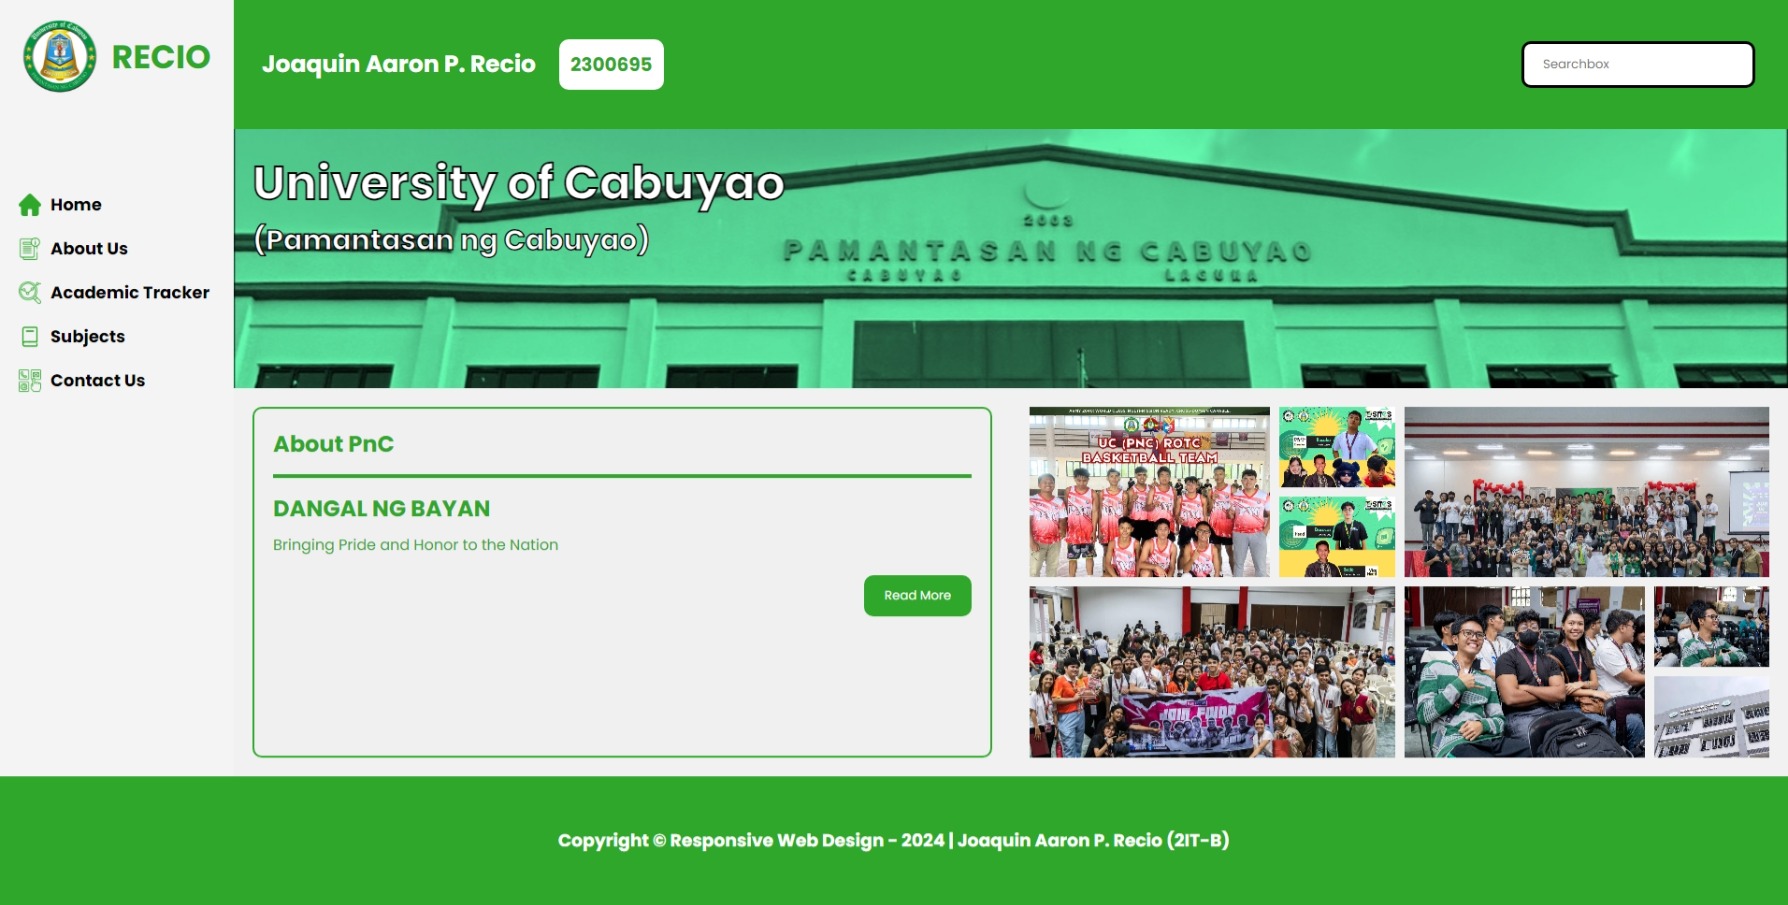 RECIO
Joaquin Aaron P. Recio
2300695
Searchbox
Home
About Us
Academic Tracker
Subjects
Contact Us
University of Cabuyao
(Pamantasan ng Cabuyao)
2003
PAMANTASAN NG CABUYAO
CABUYAO LAGUNA
About PnC
DANGAL NG BAYAN
Bringing Pride and Honor to the Nation
Read More
UC (PNC) ROTC
BASKETBALL TEAM
Copyright © Responsive Web Design - 2024 | Joaquin Aaron P. Recio (2IT-B)